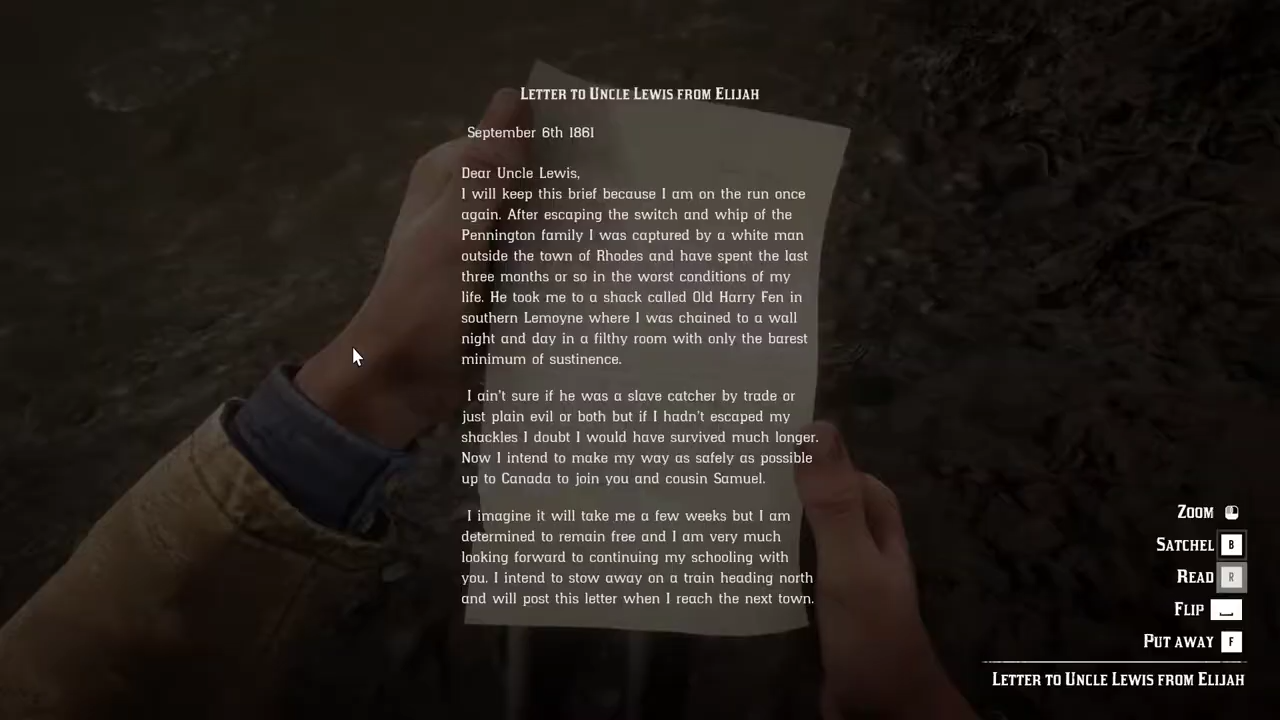 LETTER TO UNCLE LEWIS FROM ELIJAH
September 6th 1861
Dear Uncle Lewis,
I will keep this brief because I am on the run once
again. After escaping the switch and whip of the
Pennington family I was captured by a white man
outside the town of Rhodes and have spent the last
three months or so in the worst conditions of my
life. He took me to a shack called Old Harry Fen in
southern Lemoyne where I was chained to a wall
night and day in a filthy room with only the barest
minimum of sustinence.
I ain't sure if he was a slave catcher by trade or
just plain evil or both but if I hadn't escaped my
shackles I doubt I would have survived much longer.
Now I intend to make my way as safely as possible
up to Canada to join you and cousin Samuel.
I imagine it will take me a few weeks but I am
determined to remain free and I am very much
looking forward to continuing my schooling with
you. I intend to stow away on a train heading north
and will post this letter when I reach the next town.
ZOOM
SATCHEL B
READ R
FLIP
PUT AWAY F
LETTER TO UNCLE LEWIS FROM ELIJAH